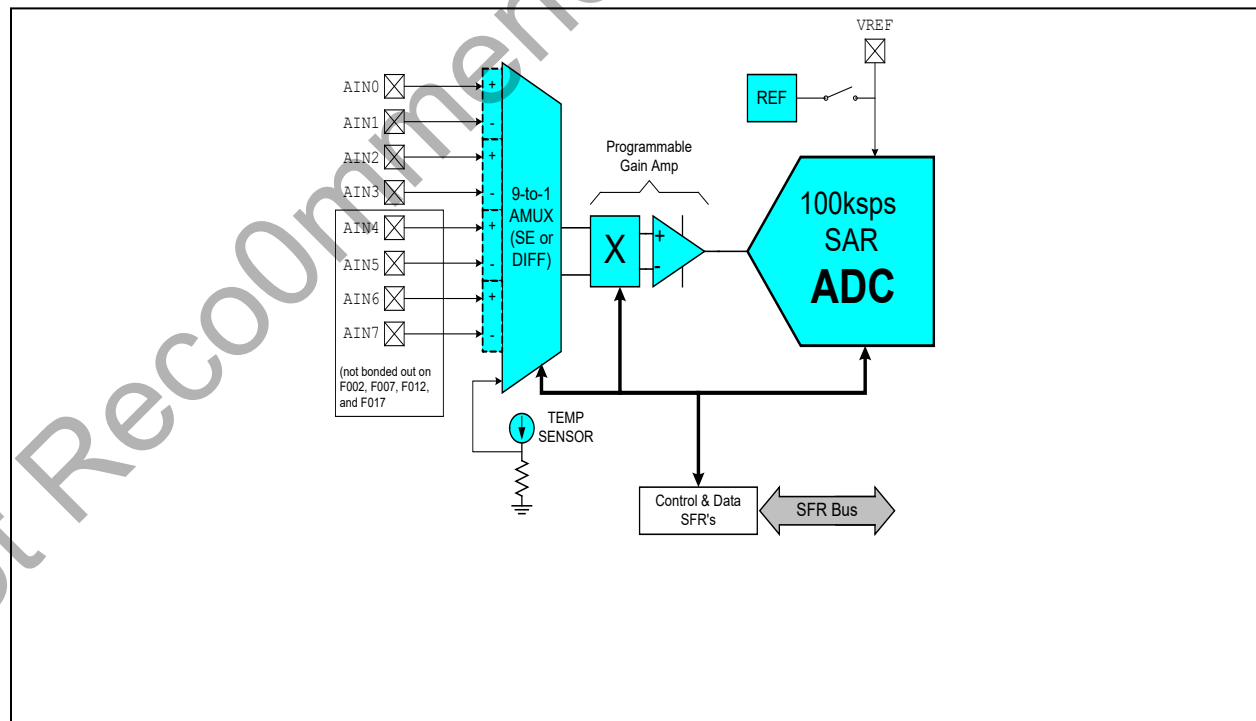 VREF
AIN0
AIN1
AIN2
AIN3
AIN4
AIN5
AIN6
AIN7
+
-
+
-
+
-
+
-
(not bonded out on
F002, F007, F012,
and F017
9-to-1
AMUX
(SE or
DIFF)
Programmable
Gain Amp
X
+
-
REF
100ksps
SAR
ADC
TEMP
SENSOR
Control & Data
SFR's
SFR Bus